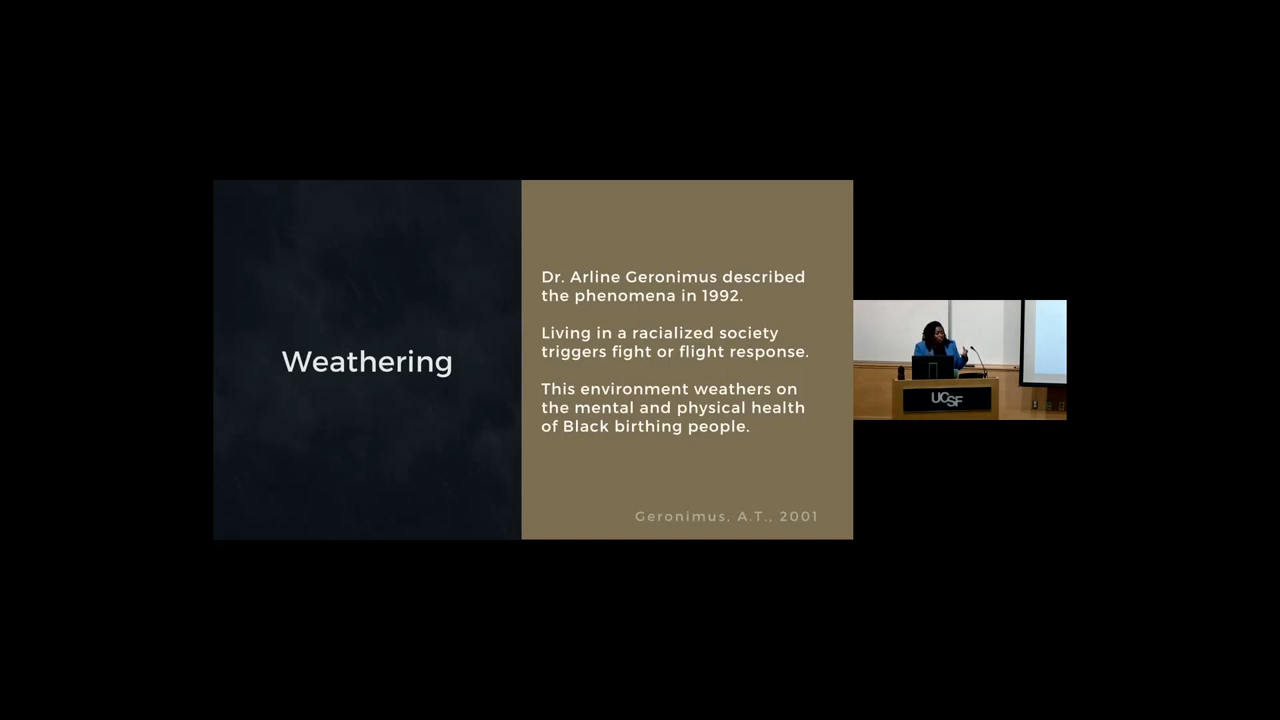 Weathering
Dr. Arline Geronimus described
the phenomena in 1992.
Living in a racialized society
triggers fight or flight response.
This environment weathers on
the mental and physical health
of Black birthing people.
Geronimus, A.T., 2001
UCSF